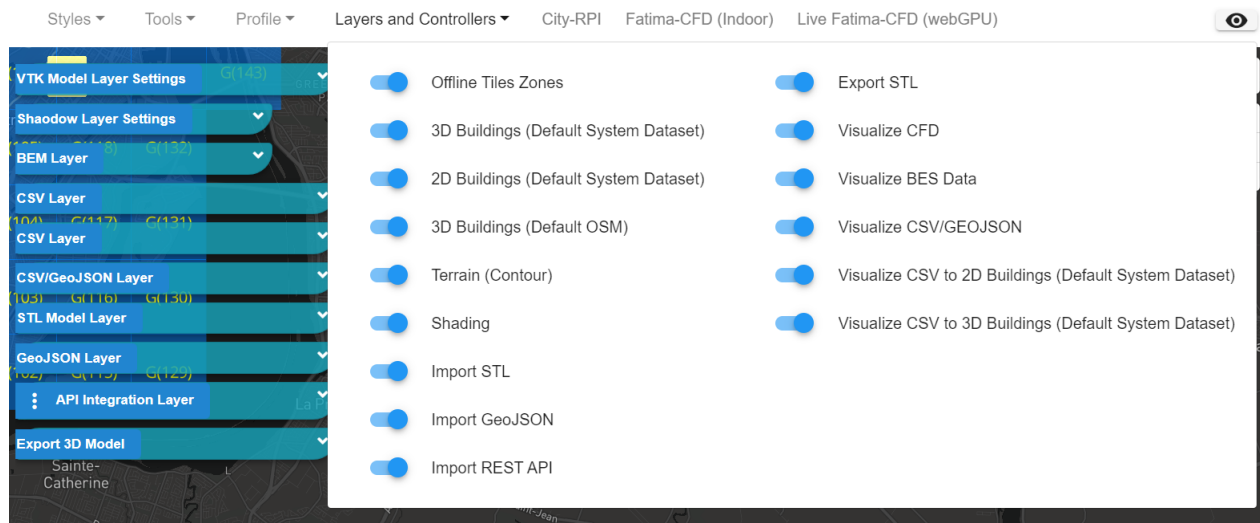 Styles Tools Profile Layers and Controllers City-RPI Fatima-CFD (Indoor) Live Fatima-CFD (webGPU)
G(143)
VTK Model Layer Settings
Shaodow Layer Settings
G(132)
BEM Layer
CSV Layer
G(117) G(131)
CSV Layer
CSV/GeoJSON Layer
G(116) G(130)
STL Model Layer
GeoJSON Layer
G(129)
API Integration Layer
Export 3D Model
Sainte-
Catherine
Offline Tiles Zones
3D Buildings (Default System Dataset)
2D Buildings (Default System Dataset)
3D Buildings (Default OSM)
Terrain (Contour)
Shading
Import STL
Import GeoJSON
Import REST API
Export STL
Visualize CFD
Visualize BES Data
Visualize CSV/GEOJSON
Visualize CSV to 2D Buildings (Default System Dataset)
Visualize CSV to 3D Buildings (Default System Dataset)